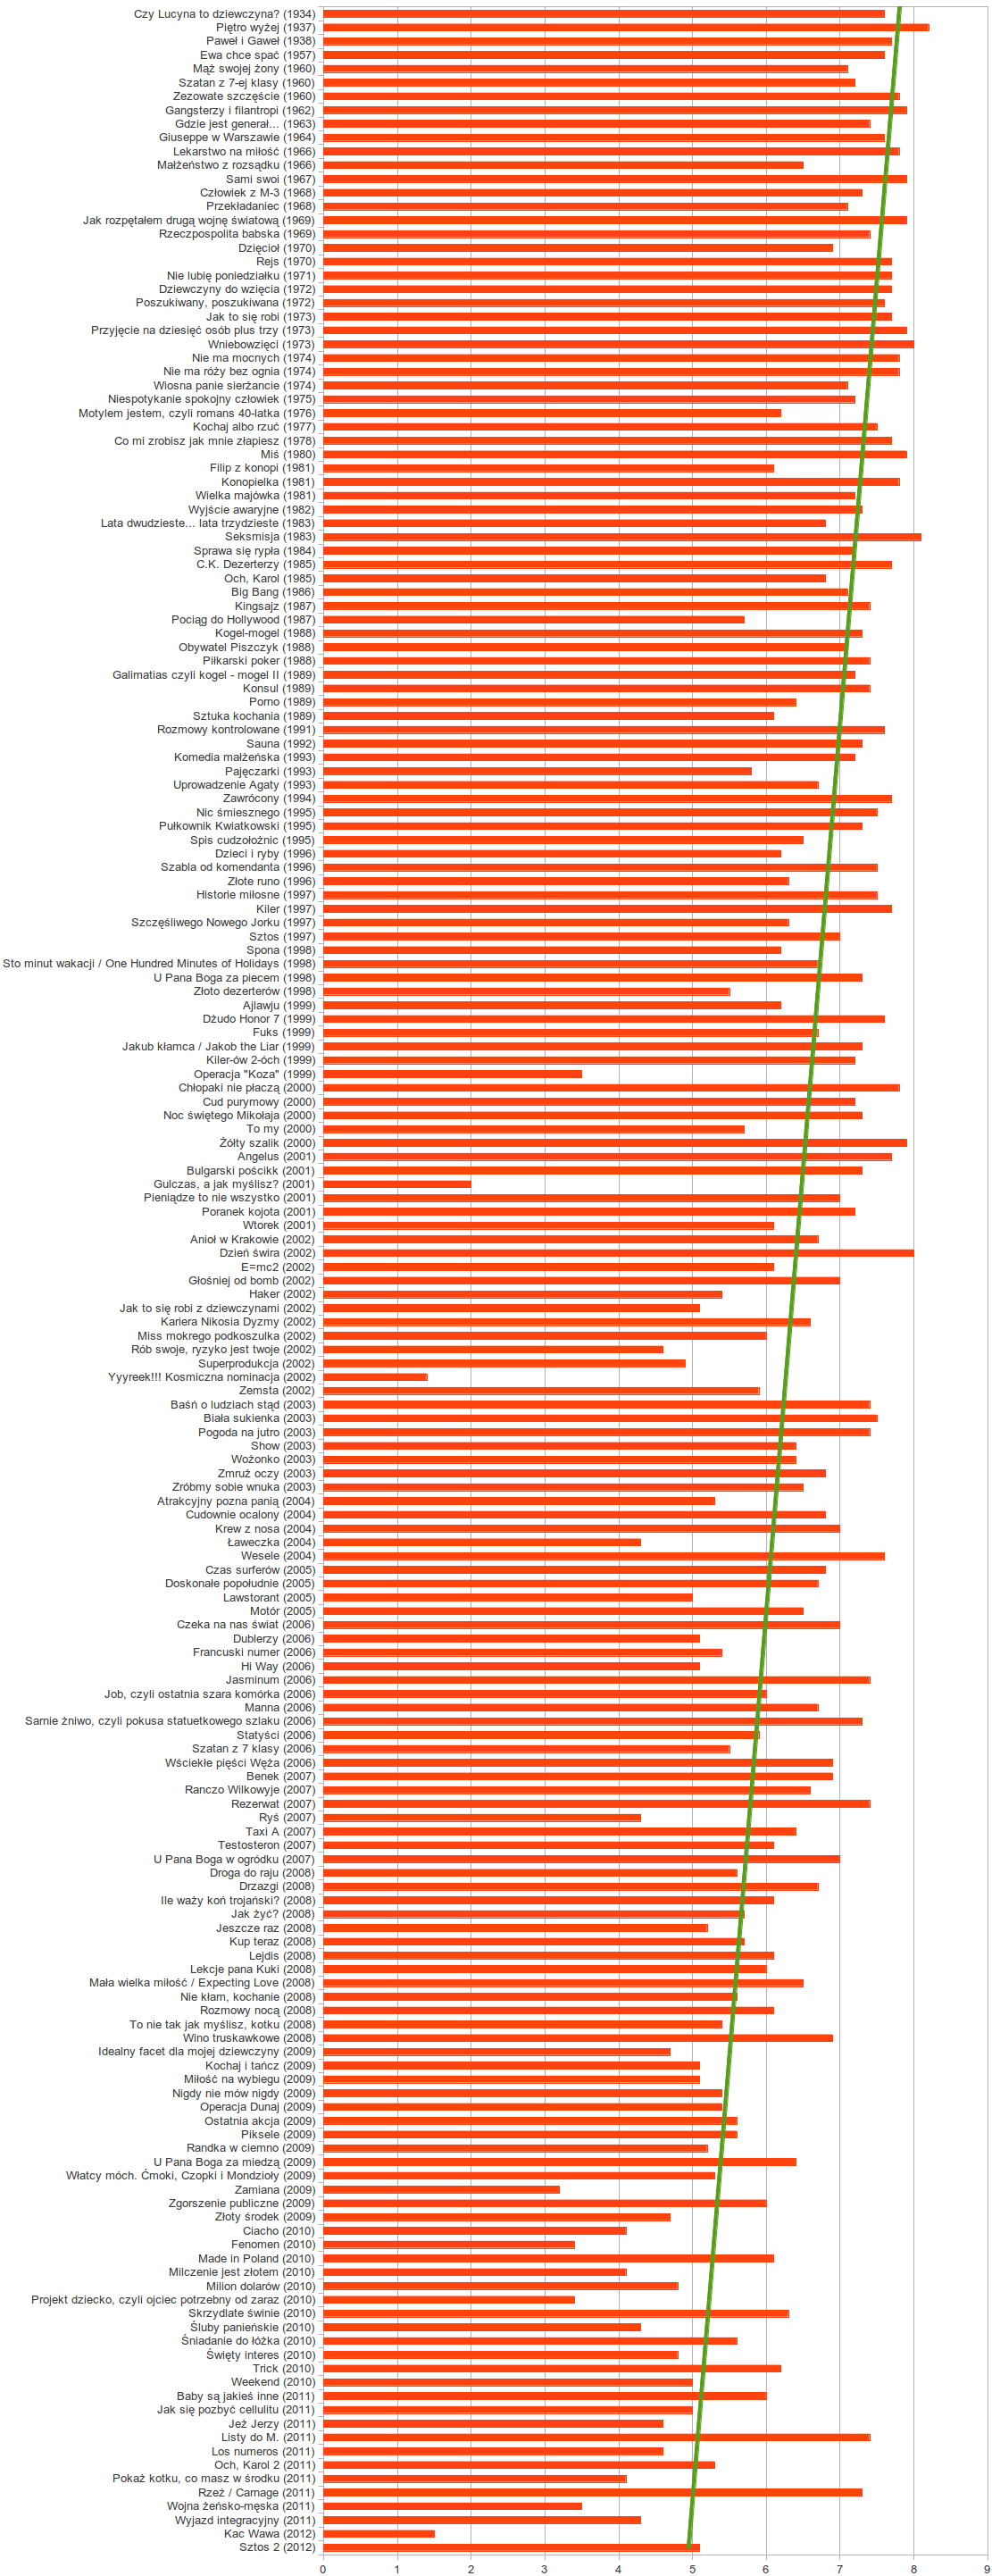 Czy Lucyna to dziewczyna? (1934)
Piętro wyżej (1937)
Paweł i Gaweł (1938)
Ewa chce spać (1957)
Mąż swojej żony (1960)
Szatan z 7-ej klasy (1960)
Zezowate szczęście (1960)
Gangsterzy i filantropi (1962)
Gdzie jest generał... (1963)
Giuseppe w Warszawie (1964)
Lekarstwo na miłość (1966)
Małżeństwo z rozsądku (1966)
Sami swoi (1967)
Człowiek z M-3 (1968)
Przekładaniec (1968)
Jak rozpętałem drugą wojnę światową (1969)
Rzeczpospolita babska (1969)
Dzięcioł (1970)
Rejs (1970)
Nie lubię poniedziałku (1971)
Dziewczyny do wzięcia (1972)
Poszukiwany, poszukiwana (1972)
Jak to się robi (1973)
Przyjęcie na dziesięć osób plus trzy (1973)
Wniebowzięci (1973)
Nie ma mocnych (1974)
Nie ma róży bez ognia (1974)
Wiosna panie sierżancie (1974)
Niespotykanie spokojny człowiek (1975)
Motylem jestem, czyli romans 40-latka (1976)
Kochaj albo rzuć (1977)
Co mi zrobisz jak mnie złapiesz (1978)
Miś (1980)
Filip z konopi (1981)
Konopielka (1981)
Wielka majówka (1981)
Wyjście awaryjne (1982)
Lata dwudzieste... lata trzydzieste (1983)
Seksmisja (1983)
Sprawa się rypła (1984)
C.K. Dezerterzy (1985)
Och, Karol (1985)
Big Bang (1986)
Kingsajz (1987)
Pociąg do Hollywood (1987)
Kogel-mogel (1988)
Obywatel Piszczyk (1988)
Piłkarski poker (1988)
Galimatias czyli kogel - mogel II (1989)
Konsul (1989)
Porno (1989)
Sztuka kochania (1989)
Rozmowy kontrolowane (1991)
Sauna (1992)
Komedia małżeńska (1993)
Pajęczarki (1993)
Uprowadzenie Agaty (1993)
Zawrócony (1994)
Nic śmiesznego (1995)
Pułkownik Kwiatkowski (1995)
Spis cudzołożnic (1995)
Dzieci i ryby (1996)
Szabla od komendanta (1996)
Złote runo (1996)
Historie miłosne (1997)
Kiler (1997)
Szczęśliwego Nowego Jorku (1997)
Sztos (1997)
Spona (1998)
Sto minut wakacji / One Hundred Minutes of Holidays (1998)
U Pana Boga za piecem (1998)
Złoto dezerterów (1998)
Ajlawju (1999)
Dżudo Honor 7 (1999)
Fuks (1999)
Jakub kłamca / Jakob the Liar (1999)
Kiler-ów 2-óch (1999)
Operacja "Koza" (1999)
Chłopaki nie płaczą (2000)
Cud purymowy (2000)
Noc świętego Mikołaja (2000)
To my (2000)
Żółty szalik (2000)
Angelus (2001)
Bulgarski pościkk (2001)
Gulczas, a jak myślisz? (2001)
Pieniądze to nie wszystko (2001)
Poranek kojota (2001)
Wtorek (2001)
Anioł w Krakowie (2002)
Dzień świra (2002)
E=mc2 (2002)
Głośniej od bomb (2002)
Haker (2002)
Jak to się robi z dziewczynami (2002)
Kariera Nikosia Dyzmy (2002)
Miss mokrego podkoszulka (2002)
Rób swoje, ryzyko jest twoje (2002)
Superprodukcja (2002)
Yyyreek!!! Kosmiczna nominacja (2002)
Zemsta (2002)
Baśń o ludziach stąd (2003)
Biała sukienka (2003)
Pogoda na jutro (2003)
Show (2003)
Wożonko (2003)
Zmruż oczy (2003)
Zróbmy sobie wnuka (2003)
Atrakcyjny pozna panią (2004)
Cudownie ocalony (2004)
Krew z nosa (2004)
Ławeczka (2004)
Wesele (2004)
Czas surferów (2005)
Doskonałe popołudnie (2005)
Lawstorant (2005)
Motór (2005)
Czeka na nas świat (2006)
Dublerzy (2006)
Francuski numer (2006)
Hi Way (2006)
Jasminum (2006)
Job, czyli ostatnia szara komórka (2006)
Manna (2006)
Sarnie żniwo, czyli pokusa statuetkowego szlaku (2006)
Statyści (2006)
Szatan z 7 klasy (2006)
Wściekłe pięści Węża (2006)
Benek (2007)
Ranczo Wilkowyje (2007)
Rezerwat (2007)
Ryś (2007)
Taxi A (2007)
Testosteron (2007)
U Pana Boga w ogródku (2007)
Droga do raju (2008)
Drzazgi (2008)
Ile waży koń trojański? (2008)
Jak żyć? (2008)
Jeszcze raz (2008)
Kup teraz (2008)
Lejdis (2008)
Lekcje pana Kuki (2008)
Mała wielka miłość / Expecting Love (2008)
Nie kłam, kochanie (2008)
Rozmowy nocą (2008)
To nie tak jak myślisz, kotku (2008)
Wino truskawkowe (2008)
Idealny facet dla mojej dziewczyny (2009)
Kochaj i tańcz (2009)
Miłość na wybiegu (2009)
Nigdy nie mów nigdy (2009)
Operacja Dunaj (2009)
Ostatnia akcja (2009)
Piksele (2009)
Randka w ciemno (2009)
U Pana Boga za miedzą (2009)
Włatcy móch. Ćmoki, Czopki i Mondzioły (2009)
Zamiana (2009)
Zgorszenie publiczne (2009)
Złoty środek (2009)
Ciacho (2010)
Fenomen (2010)
Made in Poland (2010)
Milczenie jest złotem (2010)
Milion dolarów (2010)
Projekt dziecko, czyli ojciec potrzebny od zaraz (2010)
Skrzydlate świnie (2010)
Śluby panieńskie (2010)
Śniadanie do łóżka (2010)
Święty interes (2010)
Trick (2010)
Weekend (2010)
Baby są jakieś inne (2011)
Jak się pozbyć cellulitu (2011)
Jeż Jerzy (2011)
Listy do M. (2011)
Los numeros (2011)
Och, Karol 2 (2011)
Pokaż kotku, co masz w środku (2011)
Rzeź / Carnage (2011)
Wojna żeńsko-męska (2011)
Wyjazd integracyjny (2011)
Kac Wawa (2012)
Sztos 2 (2012)
0 1 2 3 4 5 6 7 8 9